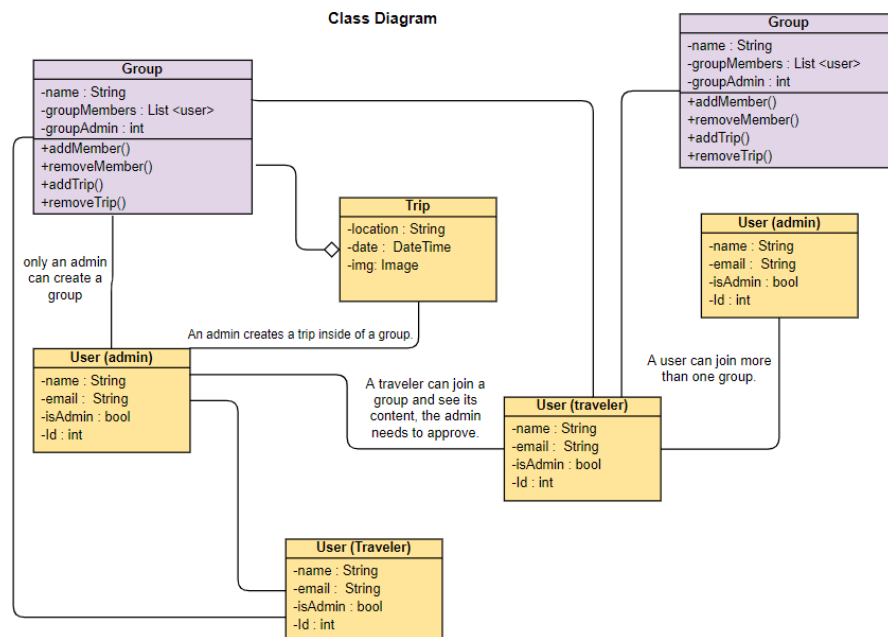 Class Diagram
Group
-name : String
-groupMembers : List <user>
-groupAdmin : int
+addMember()
+removeMember()
+addTrip()
+removeTrip()
Group
-name : String
-groupMembers : List <user>
-groupAdmin : int
+addMember()
+removeMember()
+addTrip()
+removeTrip()
Trip
-location : String
-date :  DateTime
-img: Image
User (admin)
-name : String
-email :  String
-isAdmin : bool
-Id : int
only an admin
can create a
group
An admin creates a trip inside of a group.
User (admin)
-name : String
-email :  String
-isAdmin : bool
-Id : int
A traveler can join a
group and see its
content, the admin
needs to approve.
A user can join more
than one group.
User (traveler)
-name : String
-email :  String
-isAdmin : bool
-Id : int
User (Traveler)
-name : String
-email :  String
-isAdmin : bool
-Id : int